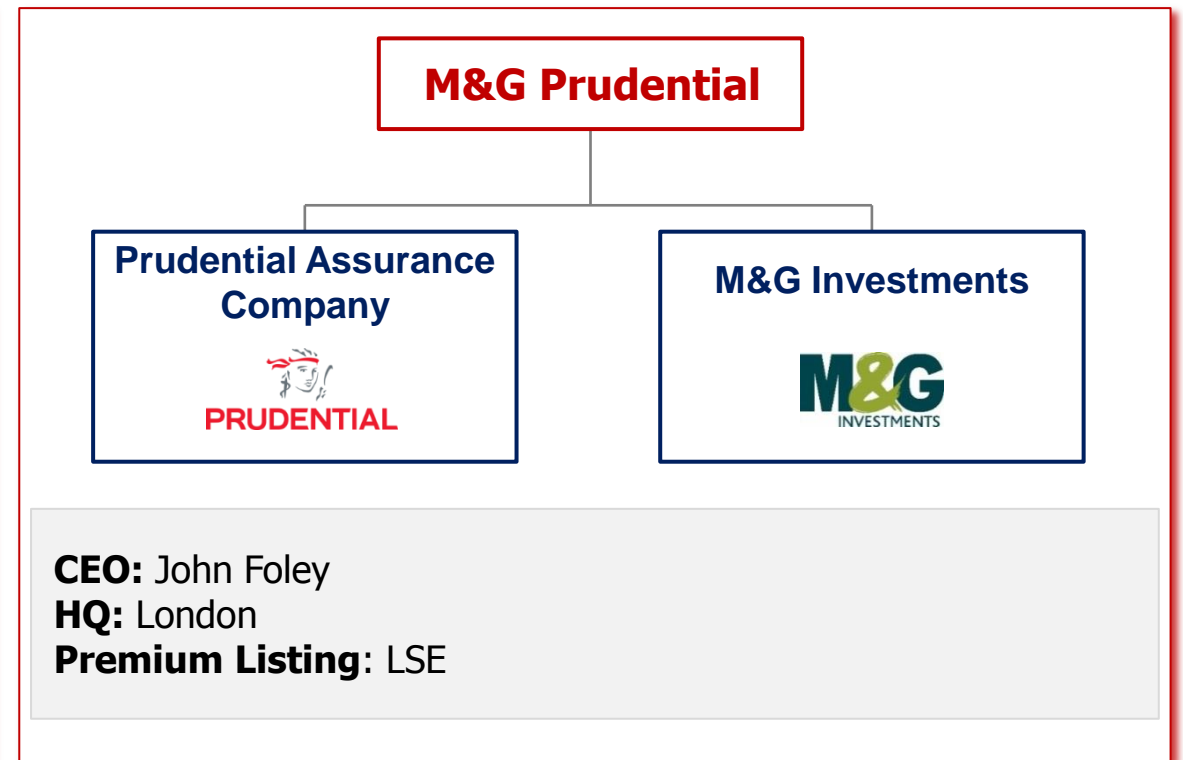 M&G Prudential
Prudential Assurance
Company
PRUDENTIAL
M&G Investments
M&G
INVESTMENTS
CEO: John Foley
HQ: London
Premium Listing: LSE